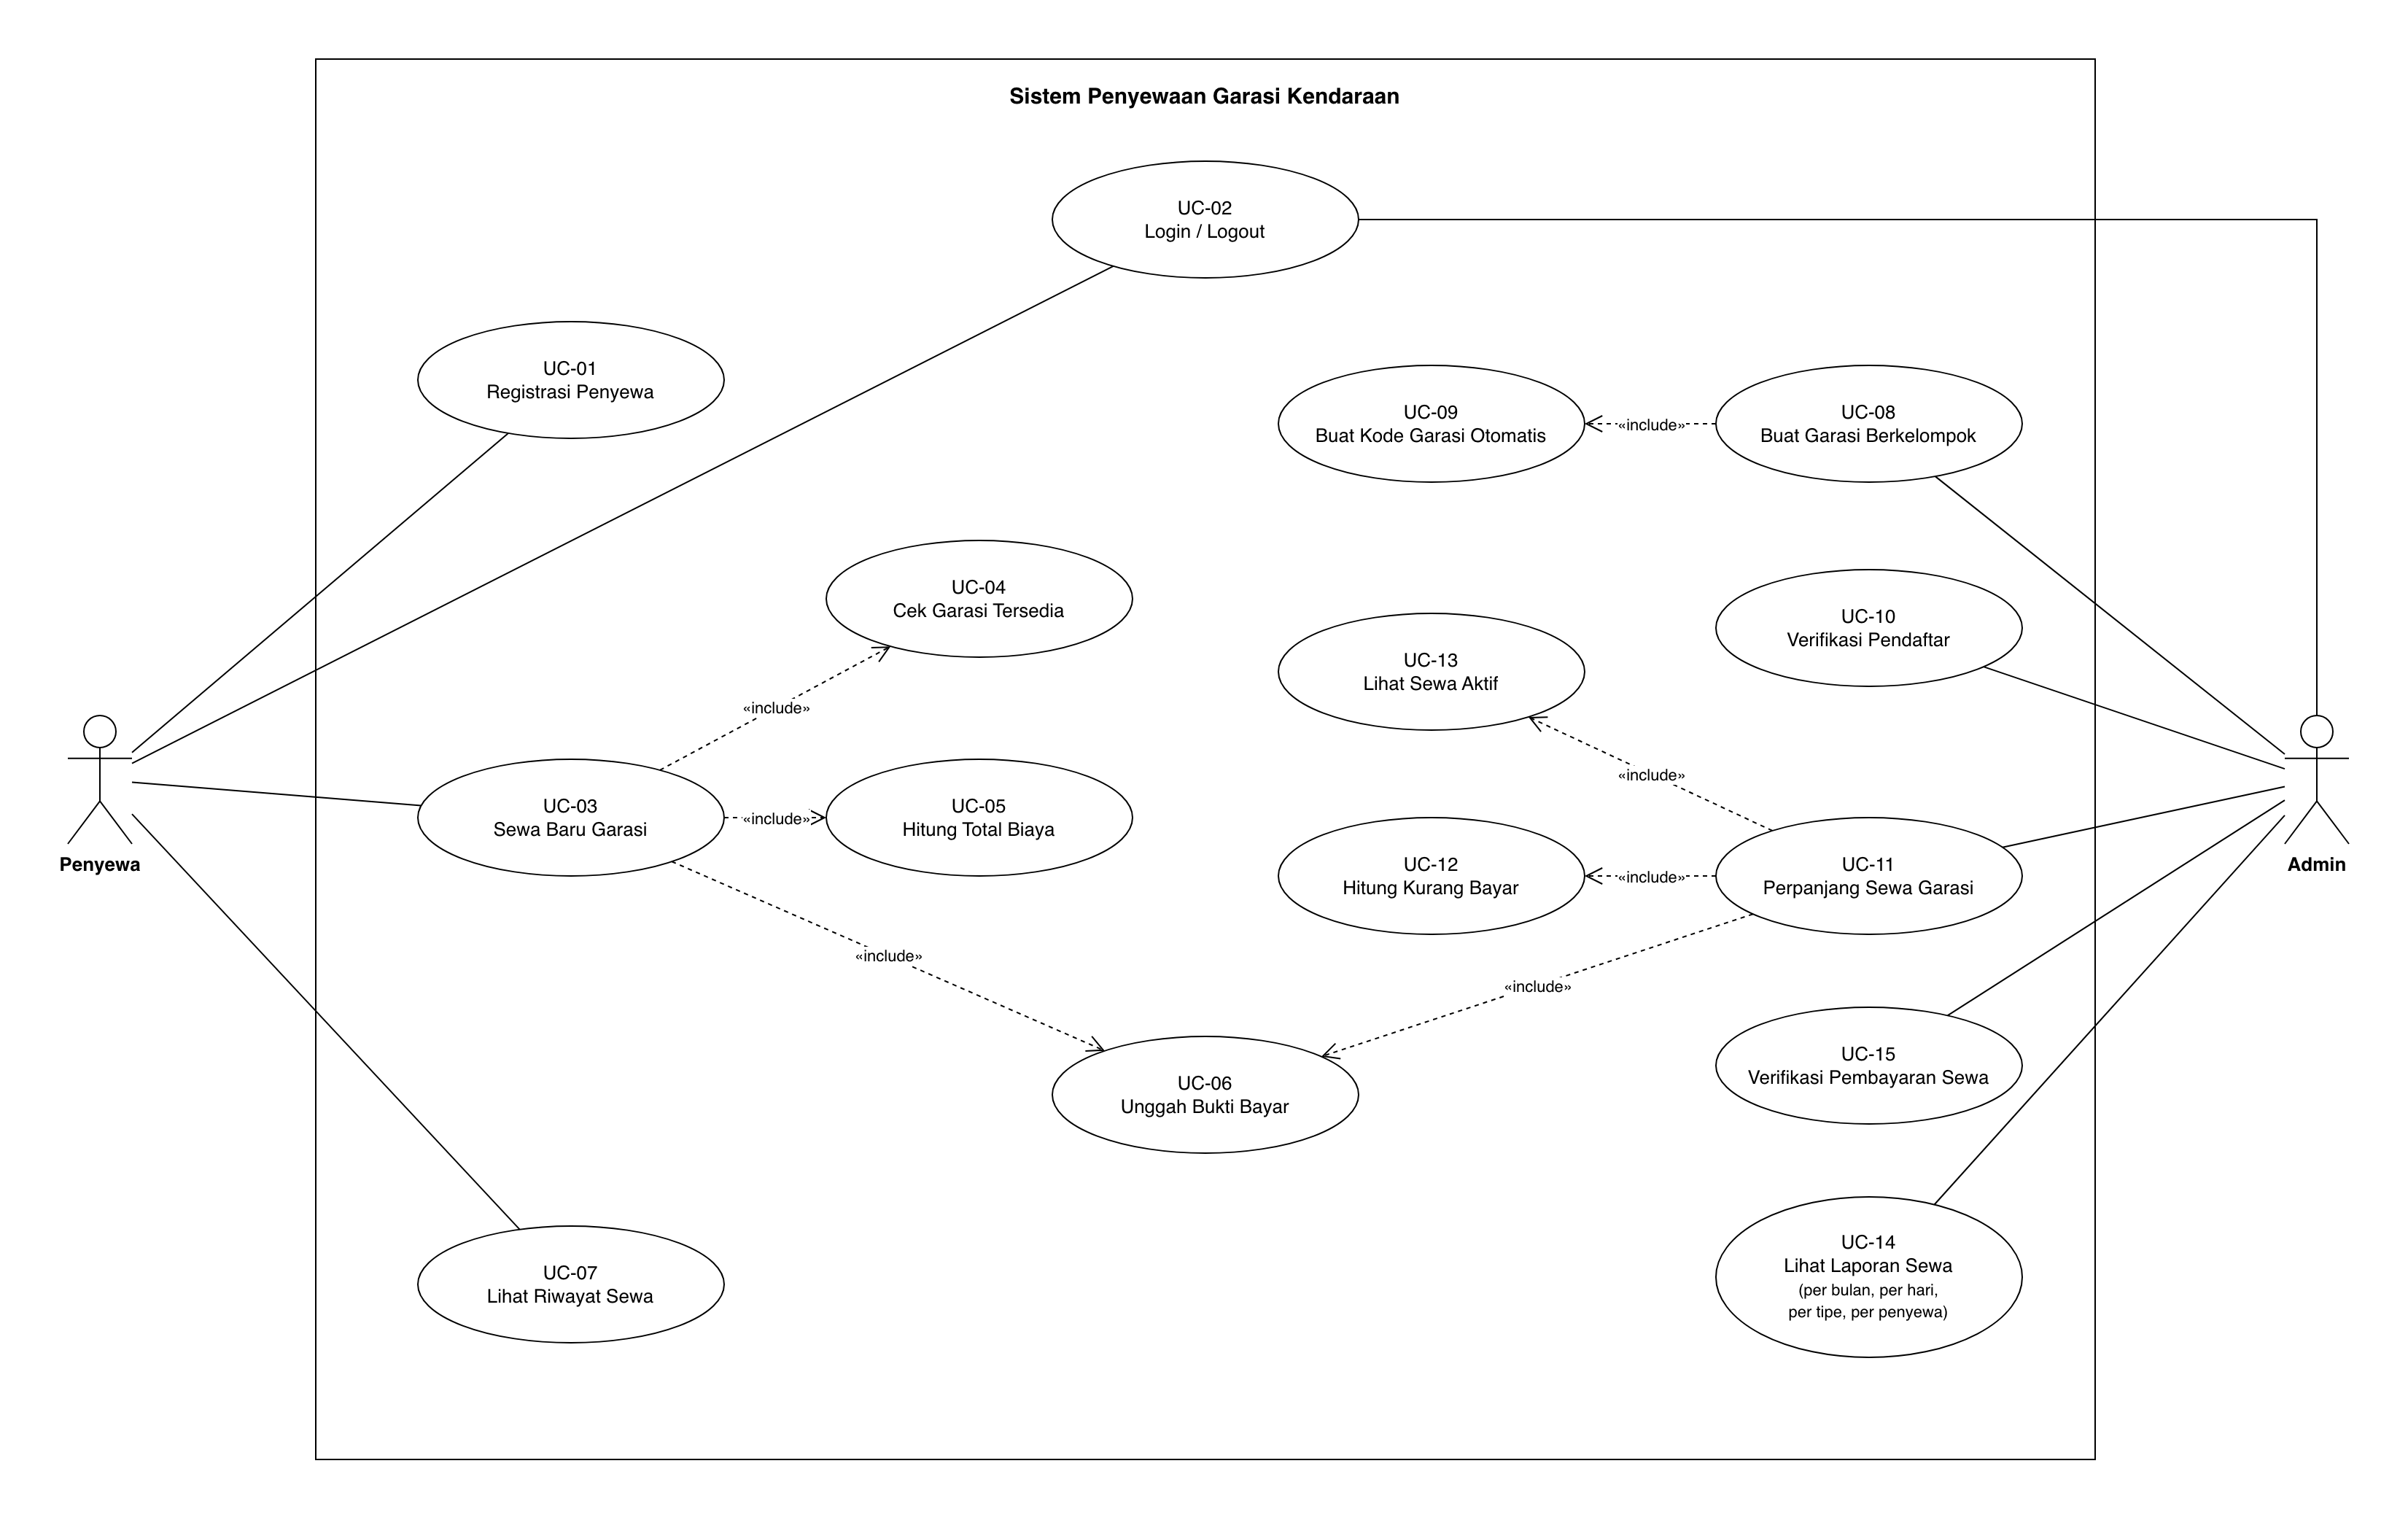 Sistem Penyewaan Garasi Kendaraan
UC-02
Login / Logout
UC-01
Registrasi Penyewa
UC-09
Buat Kode Garasi Otomatis
«include»
UC-08
Buat Garasi Berkelompok
UC-04
Cek Garasi Tersedia
UC-10
Verifikasi Pendaftar
UC-13
Lihat Sewa Aktif
«include»
«include»
UC-03
Sewa Baru Garasi
«include»
UC-05
Hitung Total Biaya
Penyewa
UC-12
Hitung Kurang Bayar
«include»
UC-11
Perpanjang Sewa Garasi
Admin
«include»
«include»
UC-06
Unggah Bukti Bayar
UC-15
Verifikasi Pembayaran Sewa
UC-07
Lihat Riwayat Sewa
UC-14
Lihat Laporan Sewa
(per bulan, per hari,
per tipe, per penyewa)